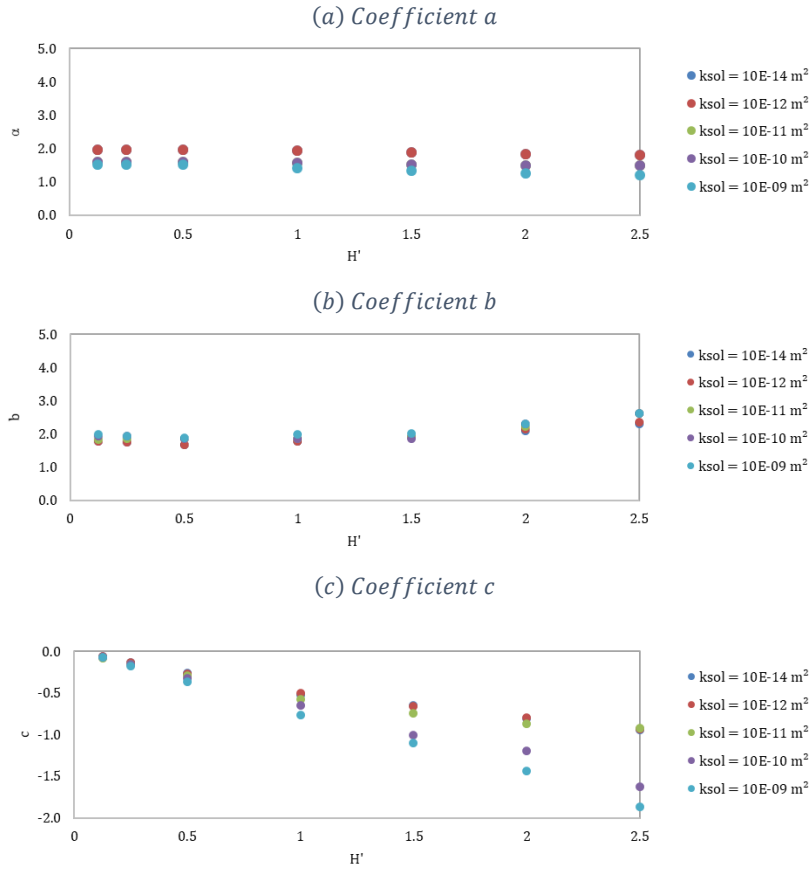 (a) Coefficient a
5.0
4.0
3.0
2.0
1.0
0.0
α
0 0.5 1 1.5 2 2.5
H'
ksol = 10E-14 m²
ksol = 10E-12 m²
ksol = 10E-11 m²
ksol = 10E-10 m²
ksol = 10E-09 m²
(b) Coefficient b
5.0
4.0
3.0
2.0
1.0
0.0
b
0 0.5 1 1.5 2 2.5
H'
ksol = 10E-14 m²
ksol = 10E-12 m²
ksol = 10E-11 m²
ksol = 10E-10 m²
ksol = 10E-09 m²
(c) Coefficient c
0.0
-0.5
-1.0
-1.5
-2.0
c
0 0.5 1 1.5 2 2.5
H'
ksol = 10E-14 m²
ksol = 10E-12 m²
ksol = 10E-11 m²
ksol = 10E-10 m²
ksol = 10E-09 m²